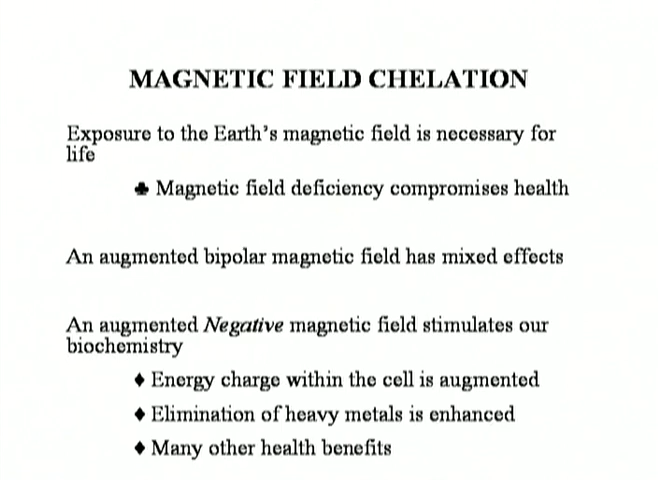 MAGNETIC FIELD CHELATION
Exposure to the Earth's magnetic field is necessary for
life
♣ Magnetic field deficiency compromises health
An augmented bipolar magnetic field has mixed effects
An augmented Negative magnetic field stimulates our
biochemistry
♦ Energy charge within the cell is augmented
♦ Elimination of heavy metals is enhanced
♦ Many other health benefits